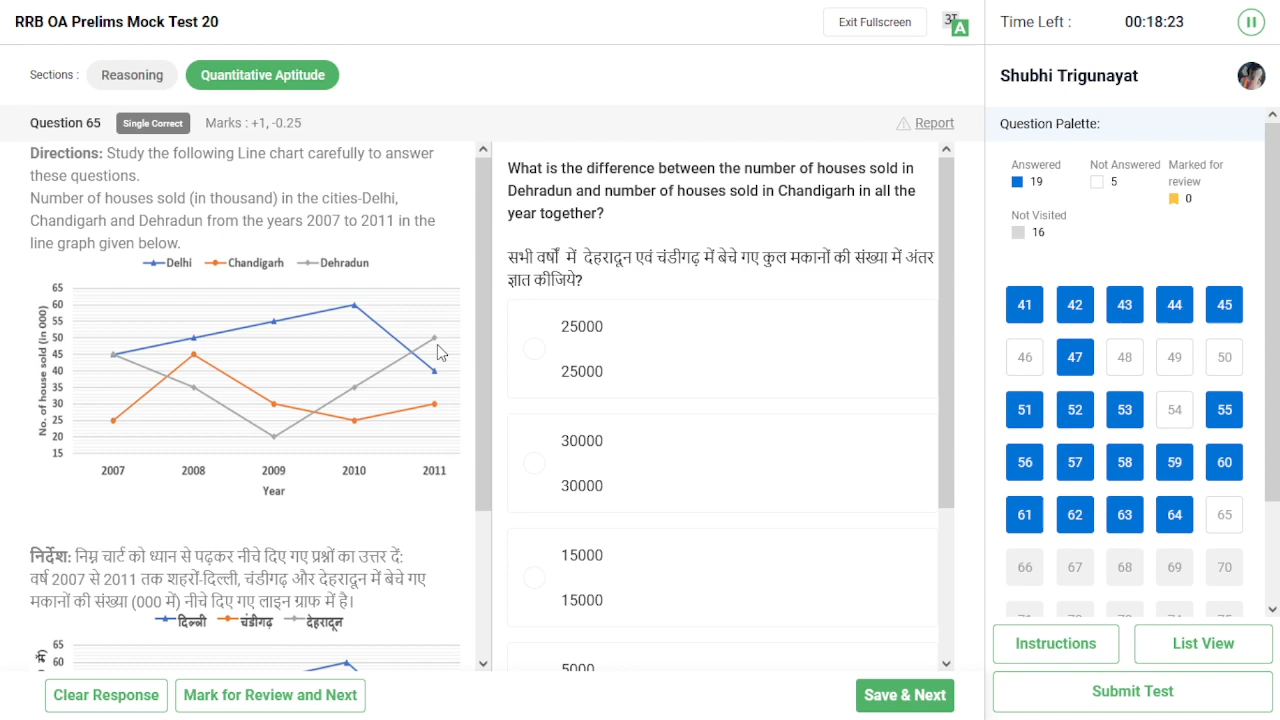 RRB OA Prelims Mock Test 20
Exit Fullscreen
A
Time Left :
00:18:23
Sections :
Reasoning
Quantitative Aptitude
Shubhi Trigunayat
Question 65
Single Correct
Marks : +1, -0.25
Report
Question Palette:
Directions: Study the following Line chart carefully to answer
these questions.
Number of houses sold (in thousand) in the cities-Delhi,
Chandigarh and Dehradun from the years 2007 to 2011 in the
line graph given below.
Delhi
Chandigarh
Dehradun
65
60
55
50
45
40
35
30
25
20
15
No. of house sold (in 000)
2007
2008
2009
2010
2011
Year
निर्देश: निम्न चार्ट को ध्यान से पढ़कर नीचे दिए गए प्रश्नों का उत्तर दें:
वर्ष 2007 से 2011 तक शहरों-दिल्ली, चंडीगढ़ और देहरादून में बेचे गए
मकानों की संख्या (000 में) नीचे दिए गए लाइन ग्राफ में है।
दिल्ली
चंडीगढ़
देहरादून
65
60
में)
What is the difference between the number of houses sold in
Dehradun and number of houses sold in Chandigarh in all the
year together?
सभी वर्षों में देहरादून एवं चंडीगढ़ में बेचे गए कुल मकानों की संख्या में अंतर
ज्ञात कीजिये?
25000
25000
30000
30000
15000
15000
5000
Answered
19
Not Answered
5
Marked for
review
0
Not Visited
16
41
42
43
44
45
46
47
48
49
50
51
52
53
54
55
56
57
58
59
60
61
62
63
64
65
66
67
68
69
70
Clear Response
Mark for Review and Next
Save & Next
Instructions
List View
Submit Test